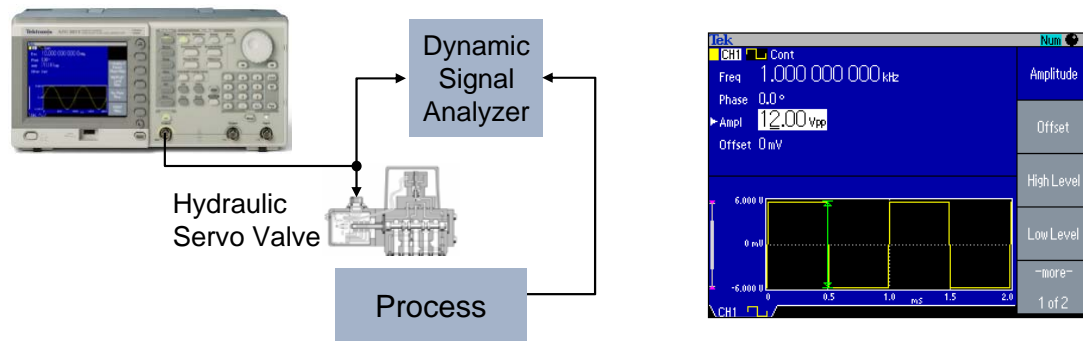 Tektronix
Dynamic
Signal
Analyzer
Hydraulic
Servo Valve
Process
Tek
Num
CH1 Cont
Freq 1.000 000 000 kHz
Phase 0.0 °
Ampl 12.00 Vpp
Offset 0 mV
Amplitude
Offset
High Level
Low Level
-more-
1 of 2
6.000 V
0 mV
-6.000 V
0 0.5 1.0 ms 1.5 2.0
CH1